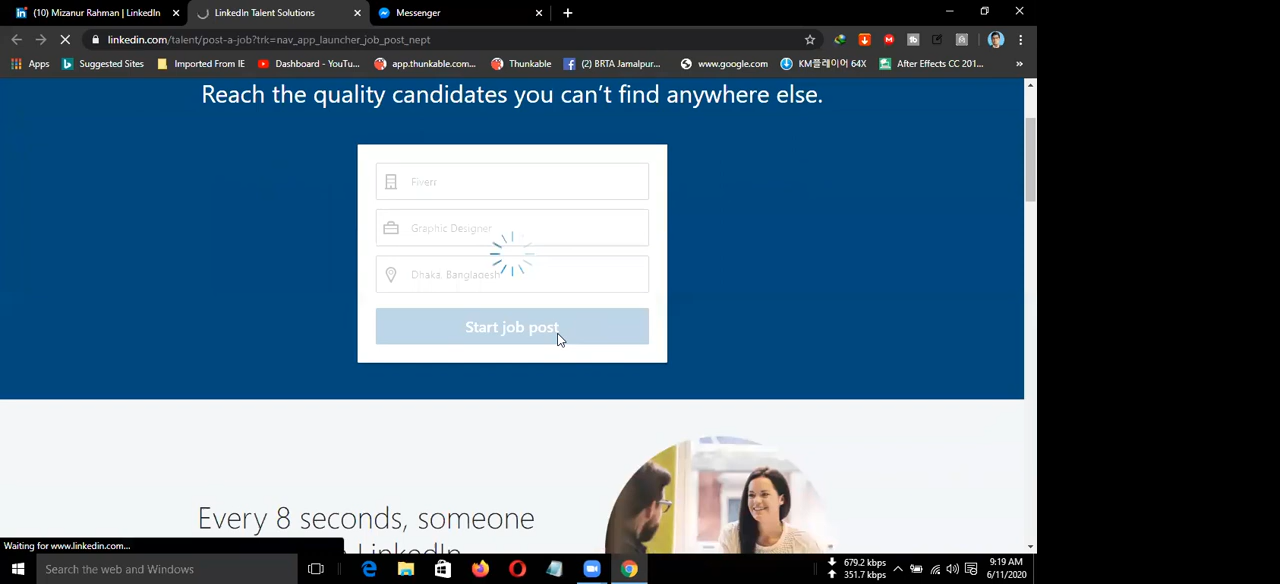 (10) Mizanur Rahman | LinkedIn
LinkedIn Talent Solutions
Messenger
linkedin.com/talent/post-a-job?trk=nav_app_launcher_job_post_nept
Apps
Suggested Sites
Imported From IE
Dashboard - YouTu...
app.thunkable.com...
Thunkable
(2) BRTA Jamalpur...
www.google.com
KM플레이어 64X
After Effects CC 201...
»
Reach the quality candidates you can't find anywhere else.
Fiverr
Graphic Designer
Dhaka, Bangladesh
Start job post
Every 8 seconds, someone
LinkedIn
Waiting for www.linkedin.com...
Search the web and Windows
679.2 kbps
351.7 kbps
9:19 AM
6/11/2020